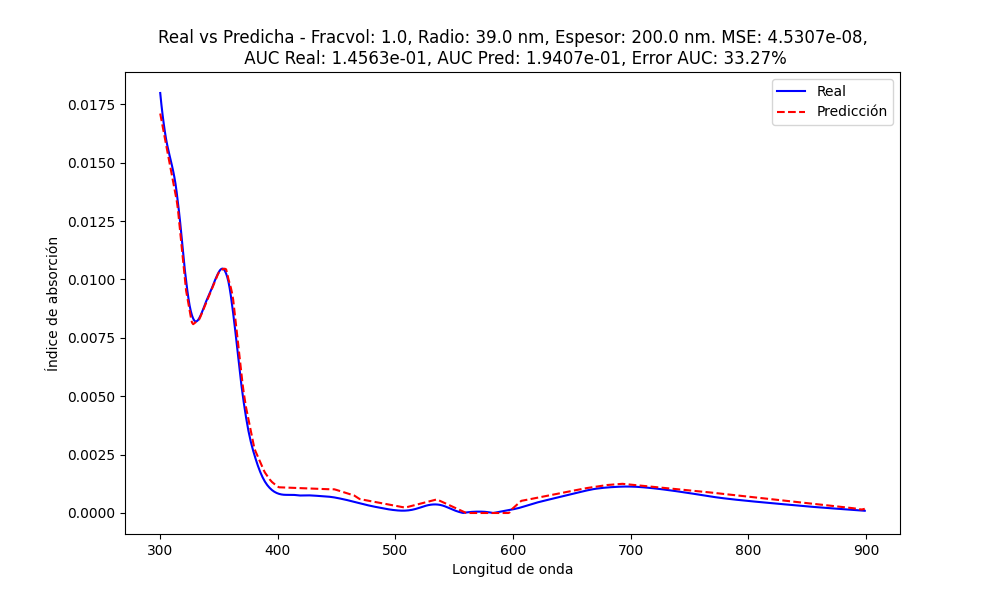 Real vs Predicha - Fracvol: 1.0, Radio: 39.0 nm, Espesor: 200.0 nm. MSE: 4.5307e-08,
AUC Real: 1.4563e-01, AUC Pred: 1.9407e-01, Error AUC: 33.27%
Real
Predicción
0.0175
0.0150
0.0125
0.0100
0.0075
0.0050
0.0025
0.0000
Índice de absorción
300 400 500 600 700 800 900
Longitud de onda